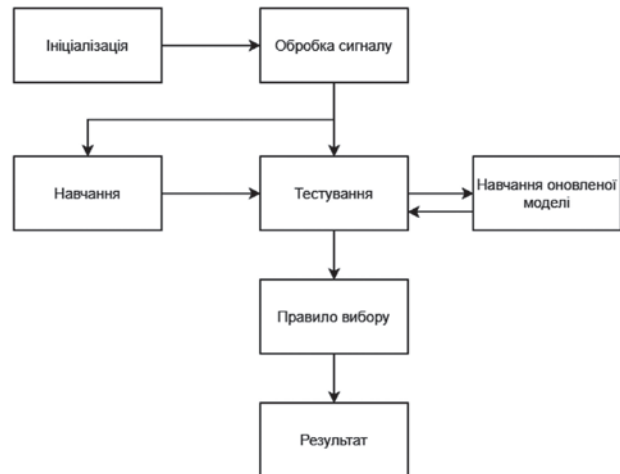 Ініціалізація
Обробка сигналу
Навчання
Тестування
Навчання оновленої
моделі
Правило вибору
Результат